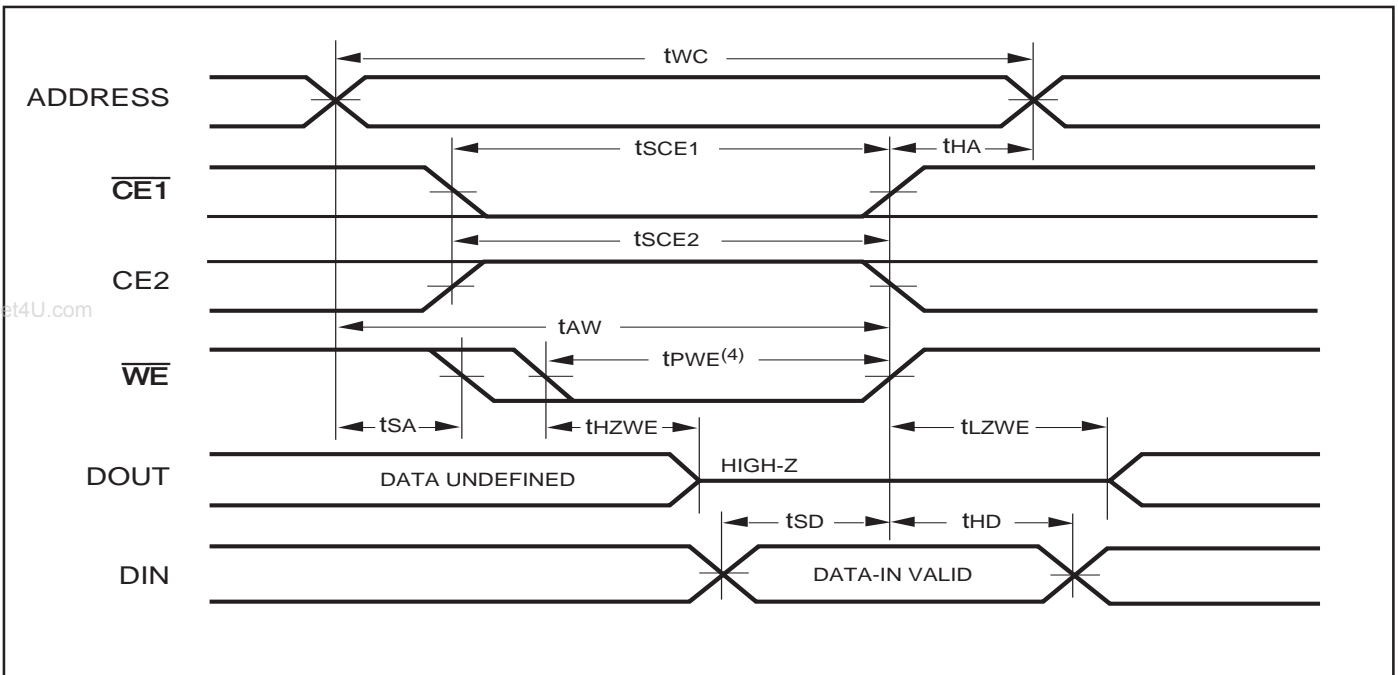 tWC
ADDRESS
tSCE1
tHA
CE1
tSCE2
CE2
et4U.com
tAW
tPWE(4)
WE
tSA
tHZWE
tLZWE
DOUT
DATA UNDEFINED
HIGH-Z
tSD
tHD
DIN
DATA-IN VALID